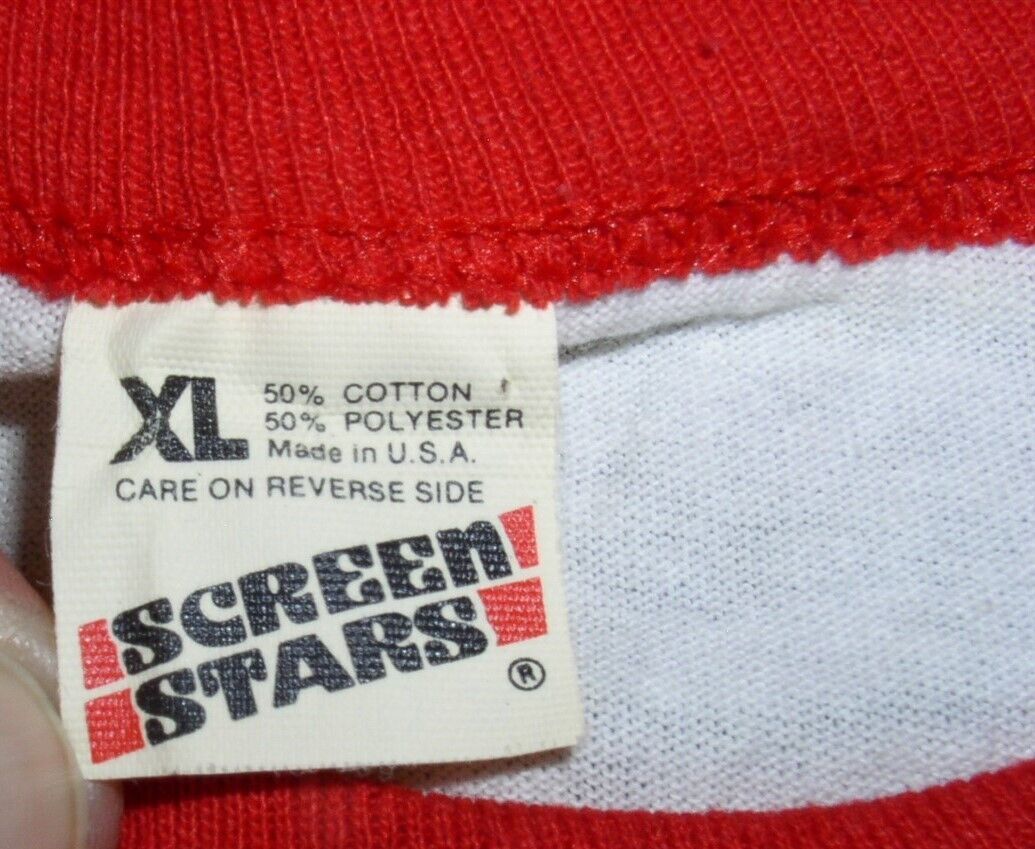 XL
50% COTTON
50% POLYESTER
Made in U.S.A.
CARE ON REVERSE SIDE
SCREEN
STARS
®